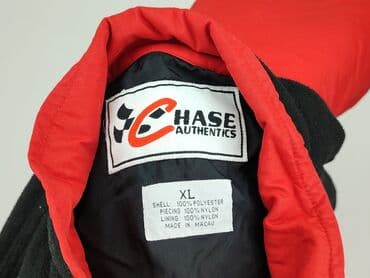 CHASE
AUTHENTICS
XL
SHELL: 100% POLYESTER
PIECING: 100% NYLON
LINING: 100% NYLON
MADE IN MACAU